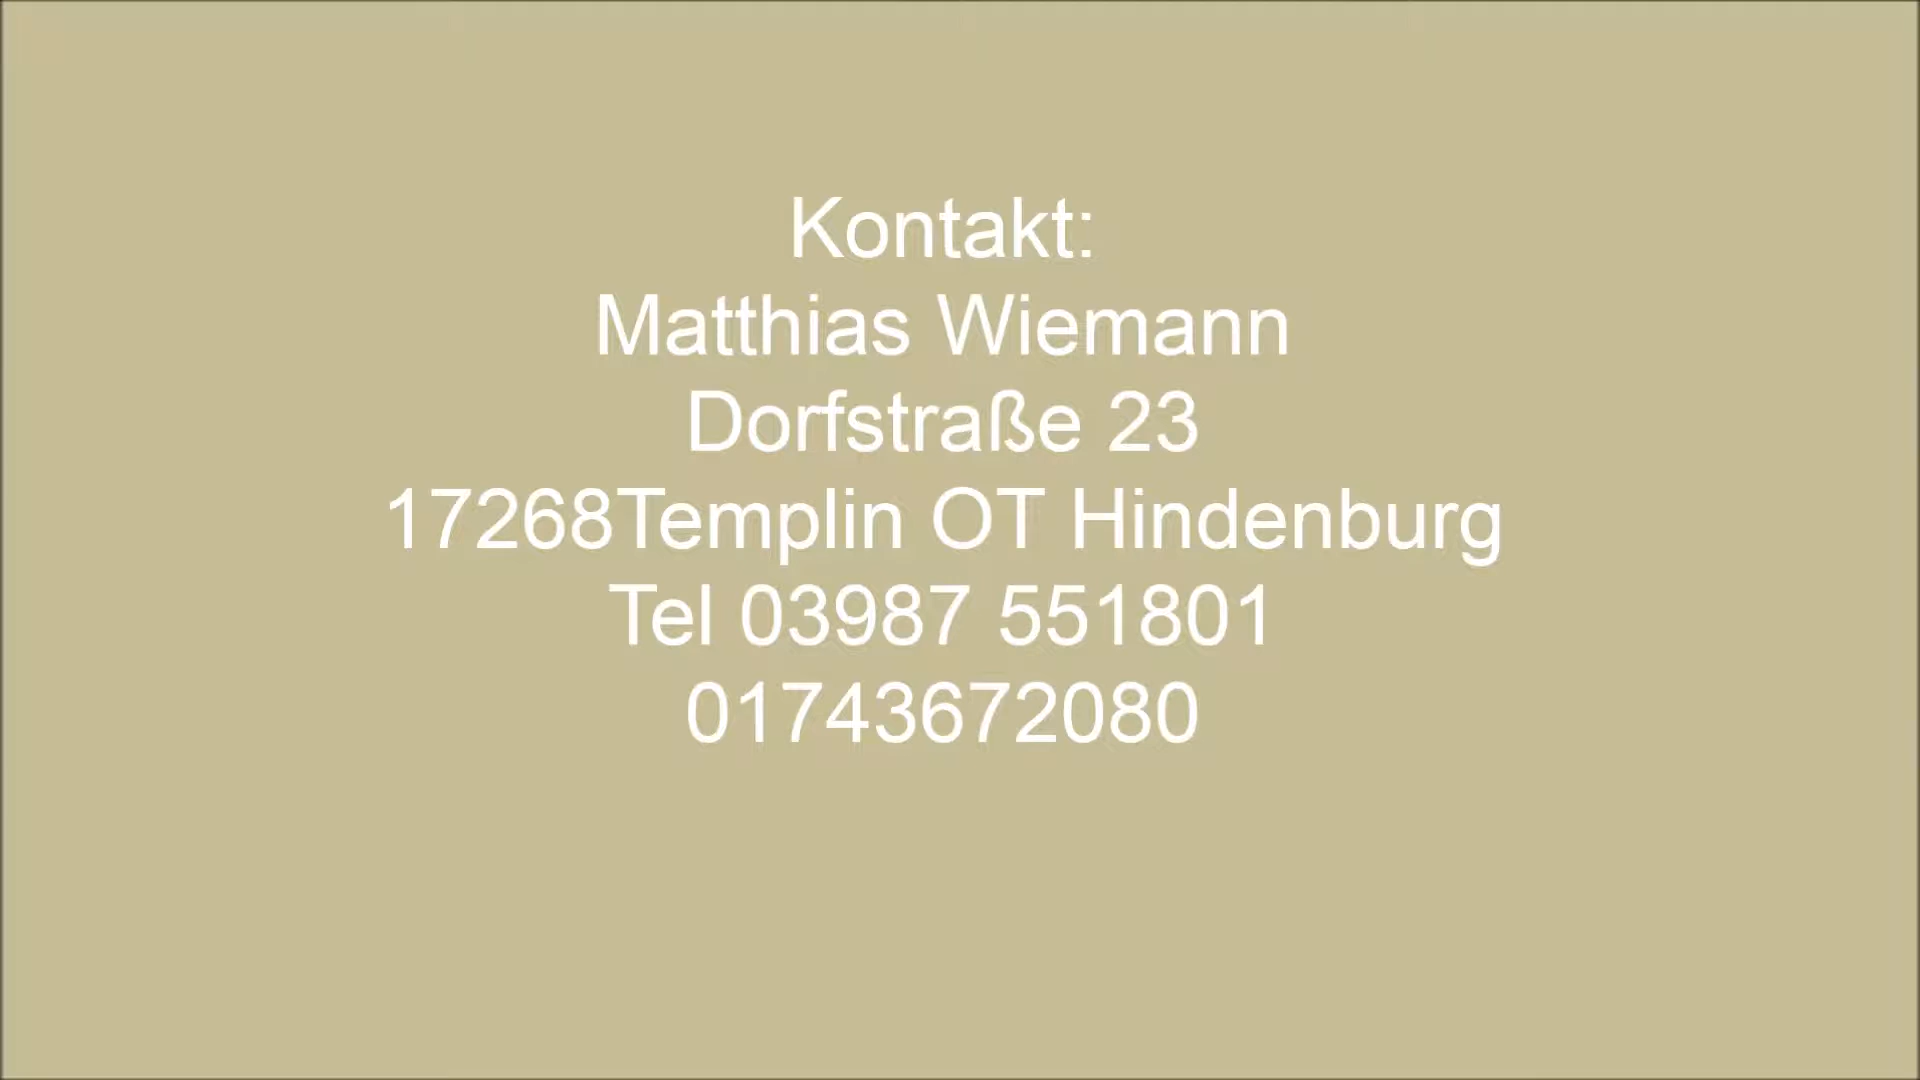 Kontakt:
Matthias Wiemann
Dorfstraße 23
17268Templin OT Hindenburg
Tel 03987 551801
01743672080